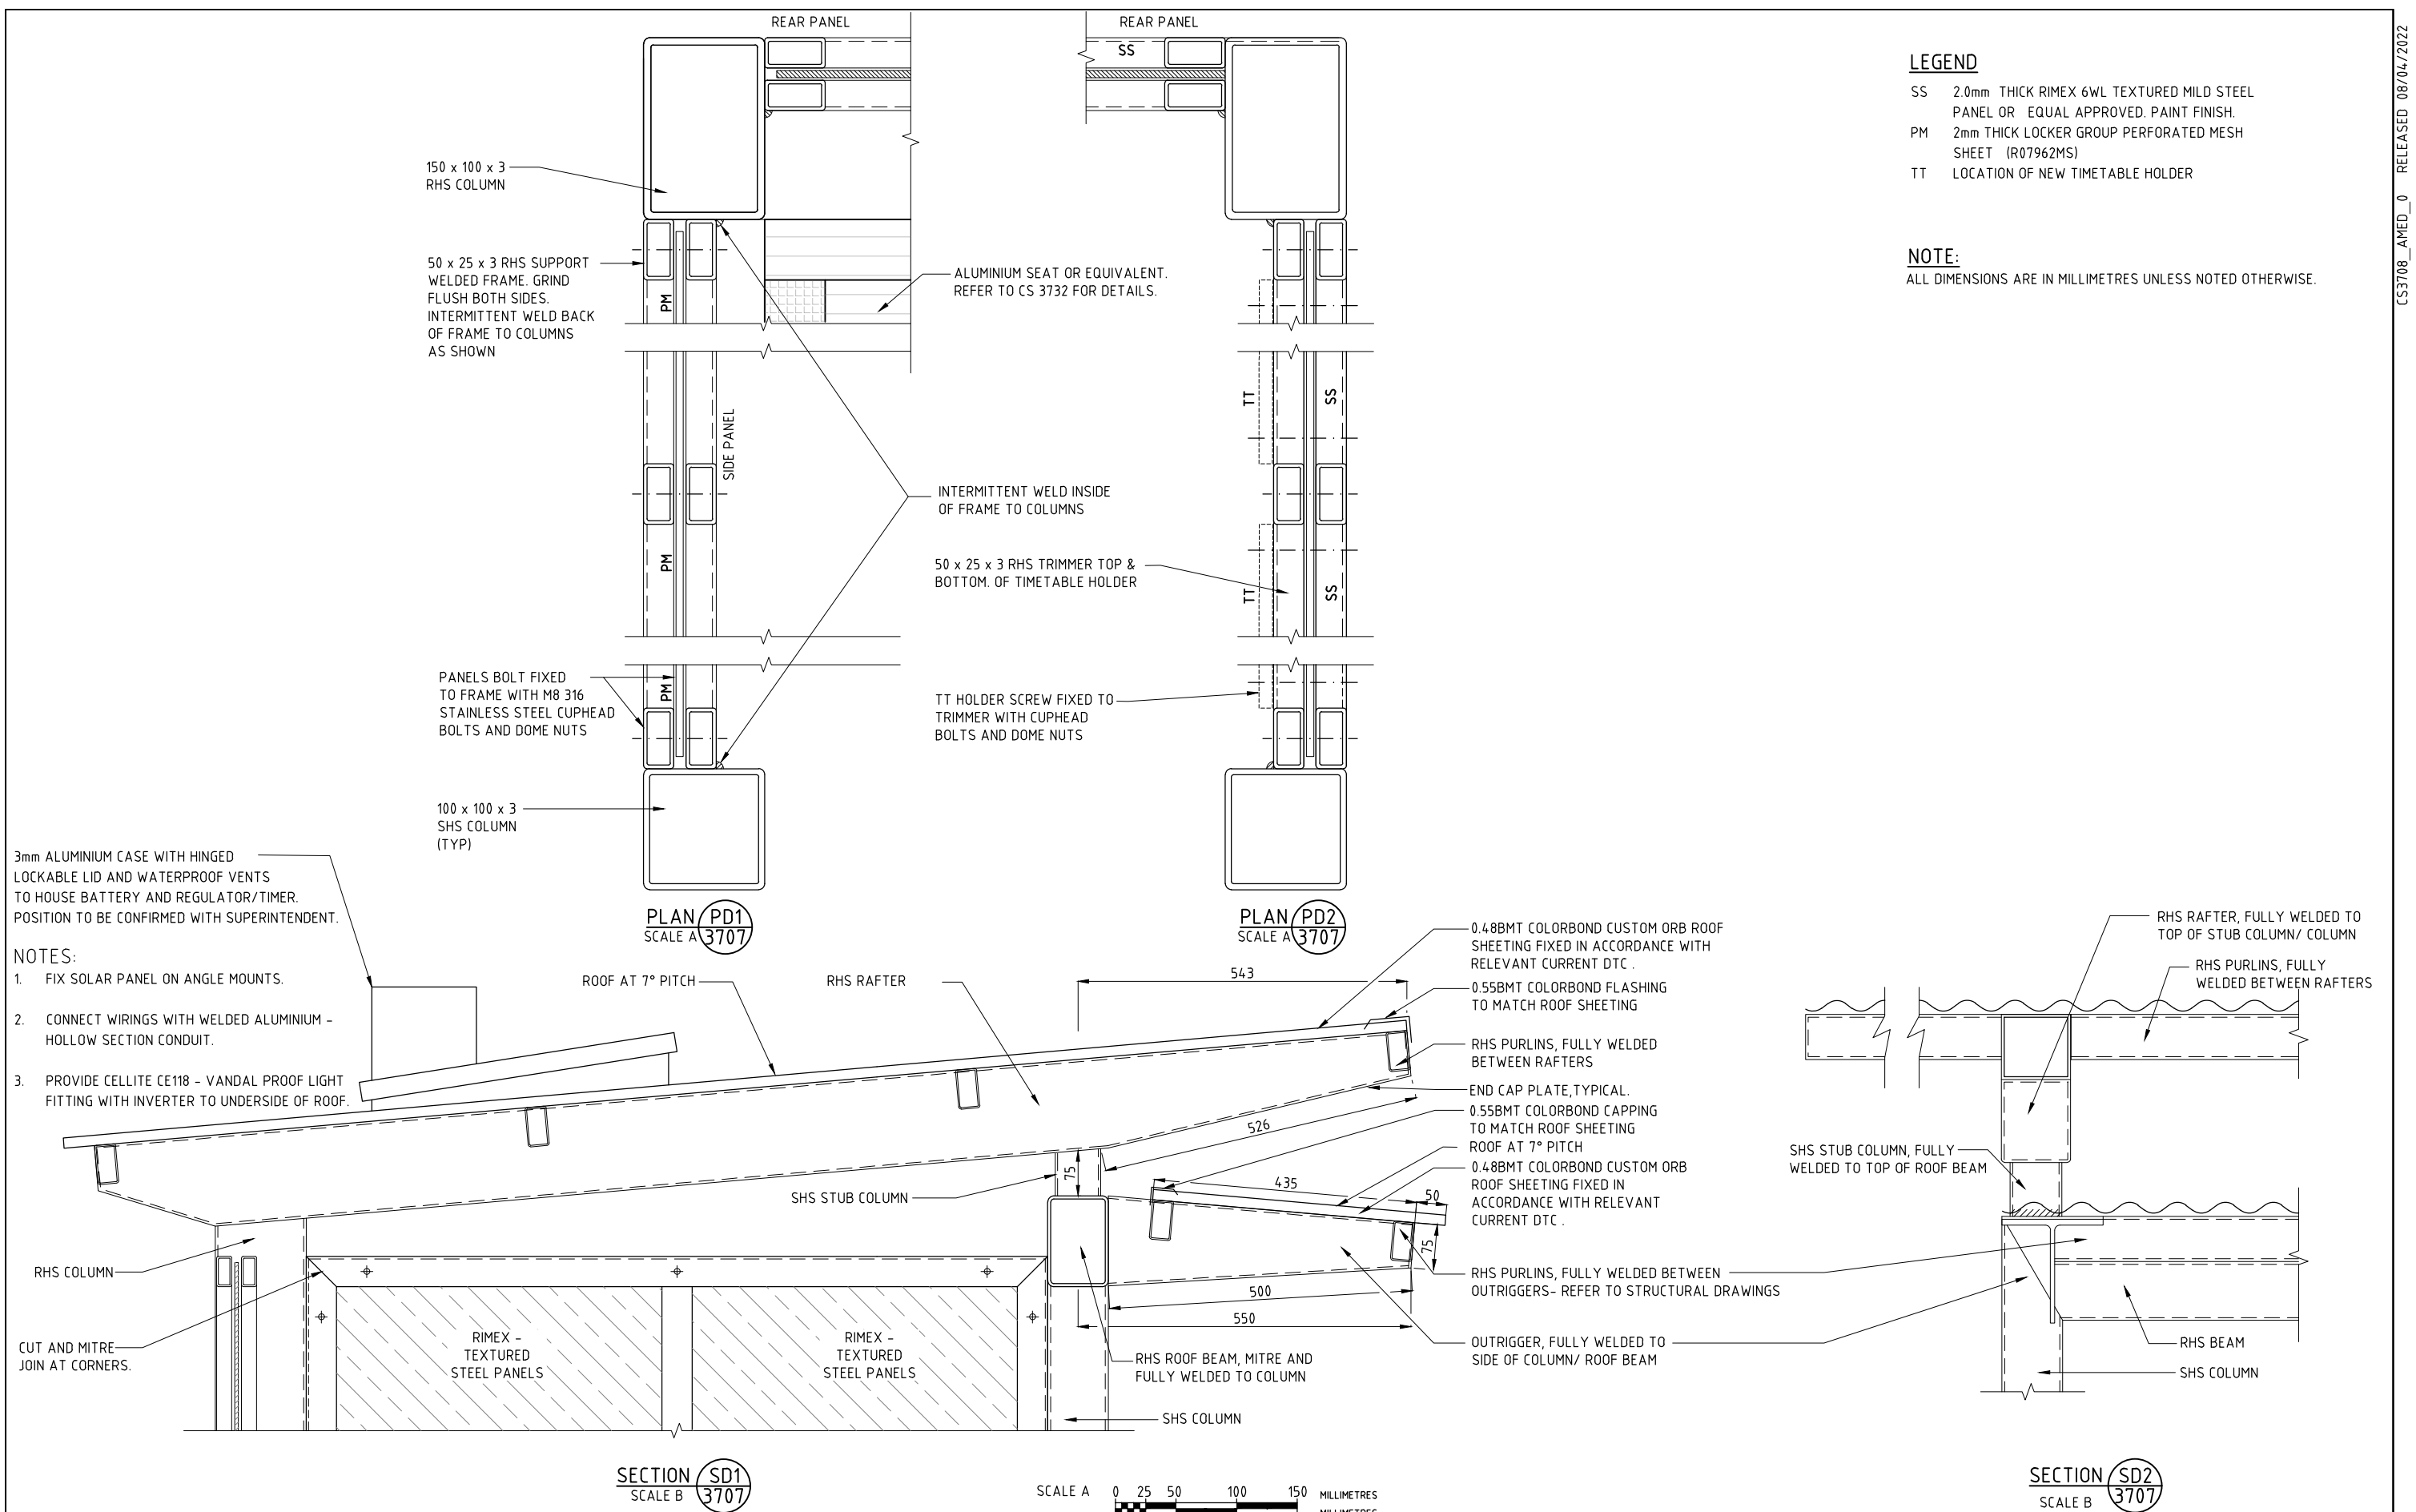 REAR PANEL
REAR PANEL
SS
LEGEND
SS 2.0mm THICK RIMEX 6WL TEXTURED MILD STEEL
PANEL OR EQUAL APPROVED. PAINT FINISH.
PM 2mm THICK LOCKER GROUP PERFORATED MESH
SHEET (R07962MS)
TT LOCATION OF NEW TIMETABLE HOLDER
NOTE:
ALL DIMENSIONS ARE IN MILLIMETRES UNLESS NOTED OTHERWISE.
CS3708_AMED_0 RELEASED 08/04/2022
150 x 100 x 3
RHS COLUMN
50 x 25 x 3 RHS SUPPORT
WELDED FRAME. GRIND
FLUSH BOTH SIDES.
INTERMITTENT WELD BACK
OF FRAME TO COLUMNS
AS SHOWN
PM
ALUMINIUM SEAT OR EQUIVALENT.
REFER TO CS 3732 FOR DETAILS.
SIDE PANEL
TT
SS
INTERMITTENT WELD INSIDE
OF FRAME TO COLUMNS
PM
50 x 25 x 3 RHS TRIMMER TOP &
BOTTOM. OF TIMETABLE HOLDER
TT
SS
PANELS BOLT FIXED
TO FRAME WITH M8 316
STAINLESS STEEL CUPHEAD
BOLTS AND DOME NUTS
PM
TT HOLDER SCREW FIXED TO
TRIMMER WITH CUPHEAD
BOLTS AND DOME NUTS
100 x 100 x 3
SHS COLUMN
(TYP)
PLAN PD1
SCALE A 3707
PLAN PD2
SCALE A 3707
3mm ALUMINIUM CASE WITH HINGED
LOCKABLE LID AND WATERPROOF VENTS
TO HOUSE BATTERY AND REGULATOR/TIMER.
POSITION TO BE CONFIRMED WITH SUPERINTENDENT.
NOTES:
1. FIX SOLAR PANEL ON ANGLE MOUNTS.
2. CONNECT WIRINGS WITH WELDED ALUMINIUM -
HOLLOW SECTION CONDUIT.
3. PROVIDE CELLITE CE118 - VANDAL PROOF LIGHT
FITTING WITH INVERTER TO UNDERSIDE OF ROOF.
ROOF AT 7° PITCH
RHS RAFTER
543
0.48BMT COLORBOND CUSTOM ORB ROOF
SHEETING FIXED IN ACCORDANCE WITH
RELEVANT CURRENT DTC .
0.55BMT COLORBOND FLASHING
TO MATCH ROOF SHEETING
RHS PURLINS, FULLY WELDED
BETWEEN RAFTERS
END CAP PLATE,TYPICAL.
0.55BMT COLORBOND CAPPING
TO MATCH ROOF SHEETING
ROOF AT 7° PITCH
0.48BMT COLORBOND CUSTOM ORB
ROOF SHEETING FIXED IN
ACCORDANCE WITH RELEVANT
CURRENT DTC .
526
75
SHS STUB COLUMN
435
50
75
RHS PURLINS, FULLY WELDED BETWEEN
OUTRIGGERS- REFER TO STRUCTURAL DRAWINGS
500
550
OUTRIGGER, FULLY WELDED TO
SIDE OF COLUMN/ ROOF BEAM
RHS COLUMN
CUT AND MITRE
JOIN AT CORNERS.
RIMEX -
TEXTURED
STEEL PANELS
RIMEX -
TEXTURED
STEEL PANELS
RHS ROOF BEAM, MITRE AND
FULLY WELDED TO COLUMN
SHS COLUMN
RHS RAFTER, FULLY WELDED TO
TOP OF STUB COLUMN/ COLUMN
RHS PURLINS, FULLY
WELDED BETWEEN RAFTERS
SHS STUB COLUMN, FULLY
WELDED TO TOP OF ROOF BEAM
RHS BEAM
SHS COLUMN
SECTION SD1
SCALE B 3707
SCALE A 0 25 50 100 150 MILLIMETRES
MILLIMETRES
SECTION SD2
SCALE B 3707